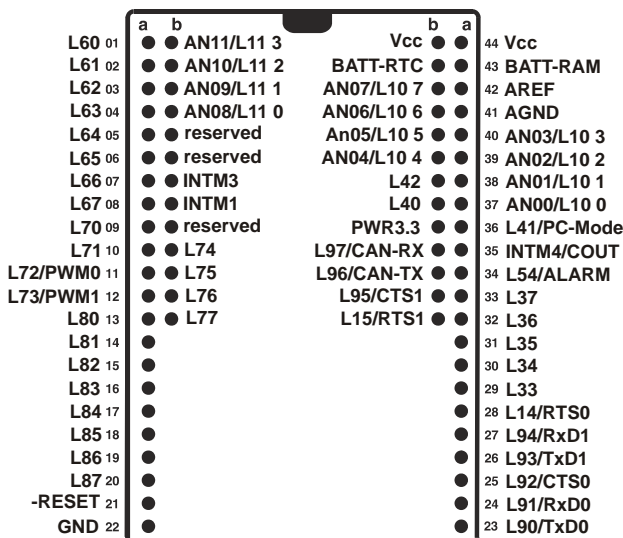 a b b a
L60 01 AN11/L11 3 Vcc 44 Vcc
L61 02 AN10/L11 2 BATT-RTC 43 BATT-RAM
L62 03 AN09/L11 1 AN07/L10 7 42 AREF
L63 04 AN08/L11 0 AN06/L10 6 41 AGND
L64 05 reserved An05/L10 5 40 AN03/L10 3
L65 06 reserved AN04/L10 4 39 AN02/L10 2
L66 07 INTM3 L42 38 AN01/L10 1
L67 08 INTM1 L40 37 AN00/L10 0
L70 09 reserved PWR3.3 36 L41/PC-Mode
L71 10 L74 L97/CAN-RX 35 INTM4/COUT
L72/PWM0 11 L75 L96/CAN-TX 34 L54/ALARM
L73/PWM1 12 L76 L95/CTS1 33 L37
L80 13 L77 L15/RTS1 32 L36
L81 14 31 L35
L82 15 30 L34
L83 16 29 L33
L84 17 28 L14/RTS0
L85 18 27 L94/RxD1
L86 19 26 L93/TxD1
L87 20 25 L92/CTS0
-RESET 21 24 L91/RxD0
GND 22 23 L90/TxD0